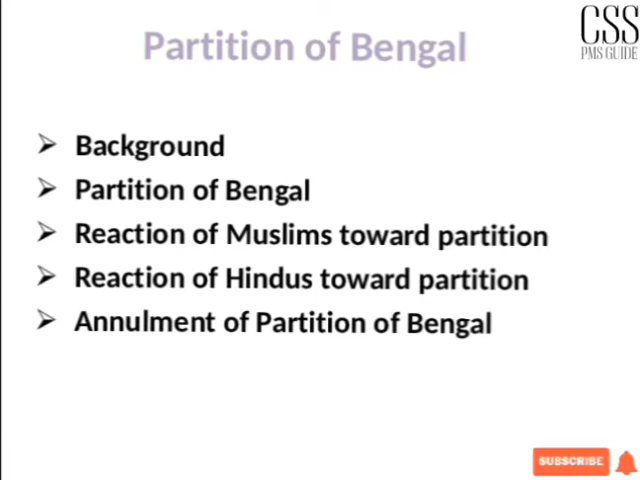 Partition of Bengal
CSS
PMS GUIDE
Background
Partition of Bengal
Reaction of Muslims toward partition
Reaction of Hindus toward partition
Annulment of Partition of Bengal
SUBSCRIBE